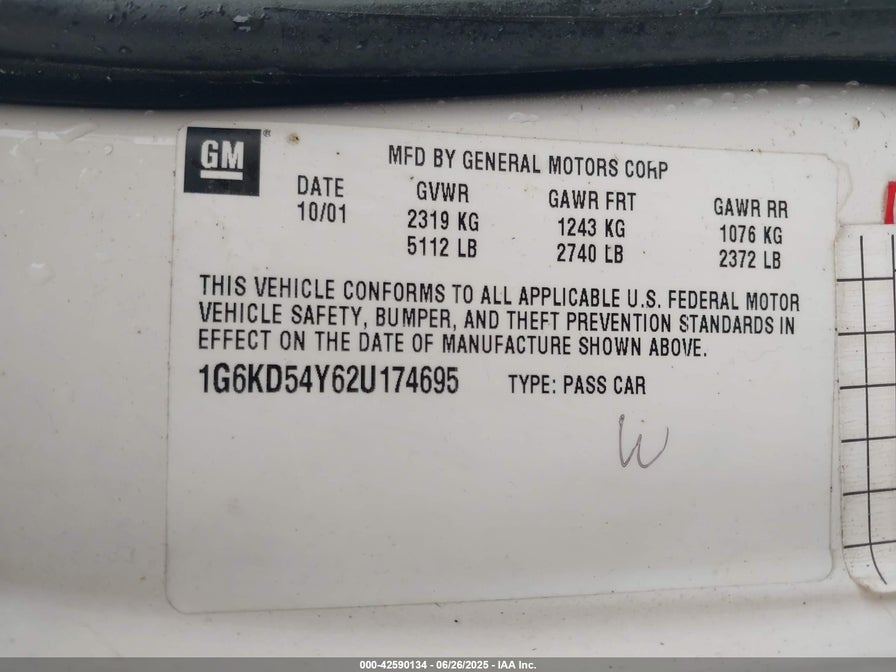 GM®
MFD BY GENERAL MOTORS CORP
DATE GVWR GAWR FRT GAWR RR
10/01 2319 KG 1243 KG 1076 KG
5112 LB 2740 LB 2372 LB
THIS VEHICLE CONFORMS TO ALL APPLICABLE U.S. FEDERAL MOTOR
VEHICLE SAFETY, BUMPER, AND THEFT PREVENTION STANDARDS IN
EFFECT ON THE DATE OF MANUFACTURE SHOWN ABOVE.
1G6KD54Y62U174695 TYPE: PASS CAR
000-42590134 - 06/26/2025 - IAA Inc.